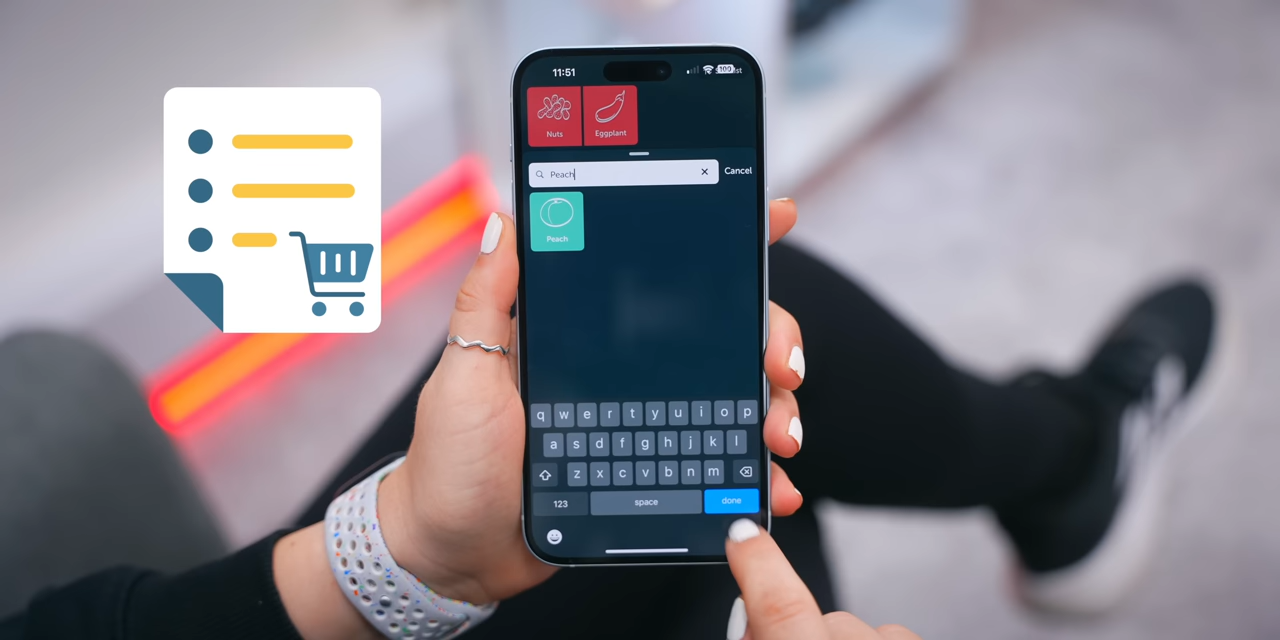 11:51
100
Nuts
Eggplant
Peach
Cancel
Peach
q w e r t y u i o p
a s d f g h j k l
z x c v b n m
123
space
done